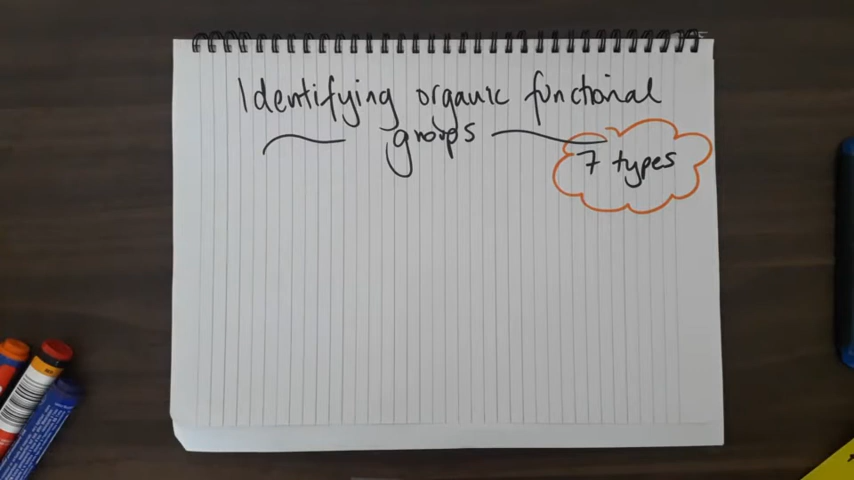 Identifying organic functional
groups
7 types